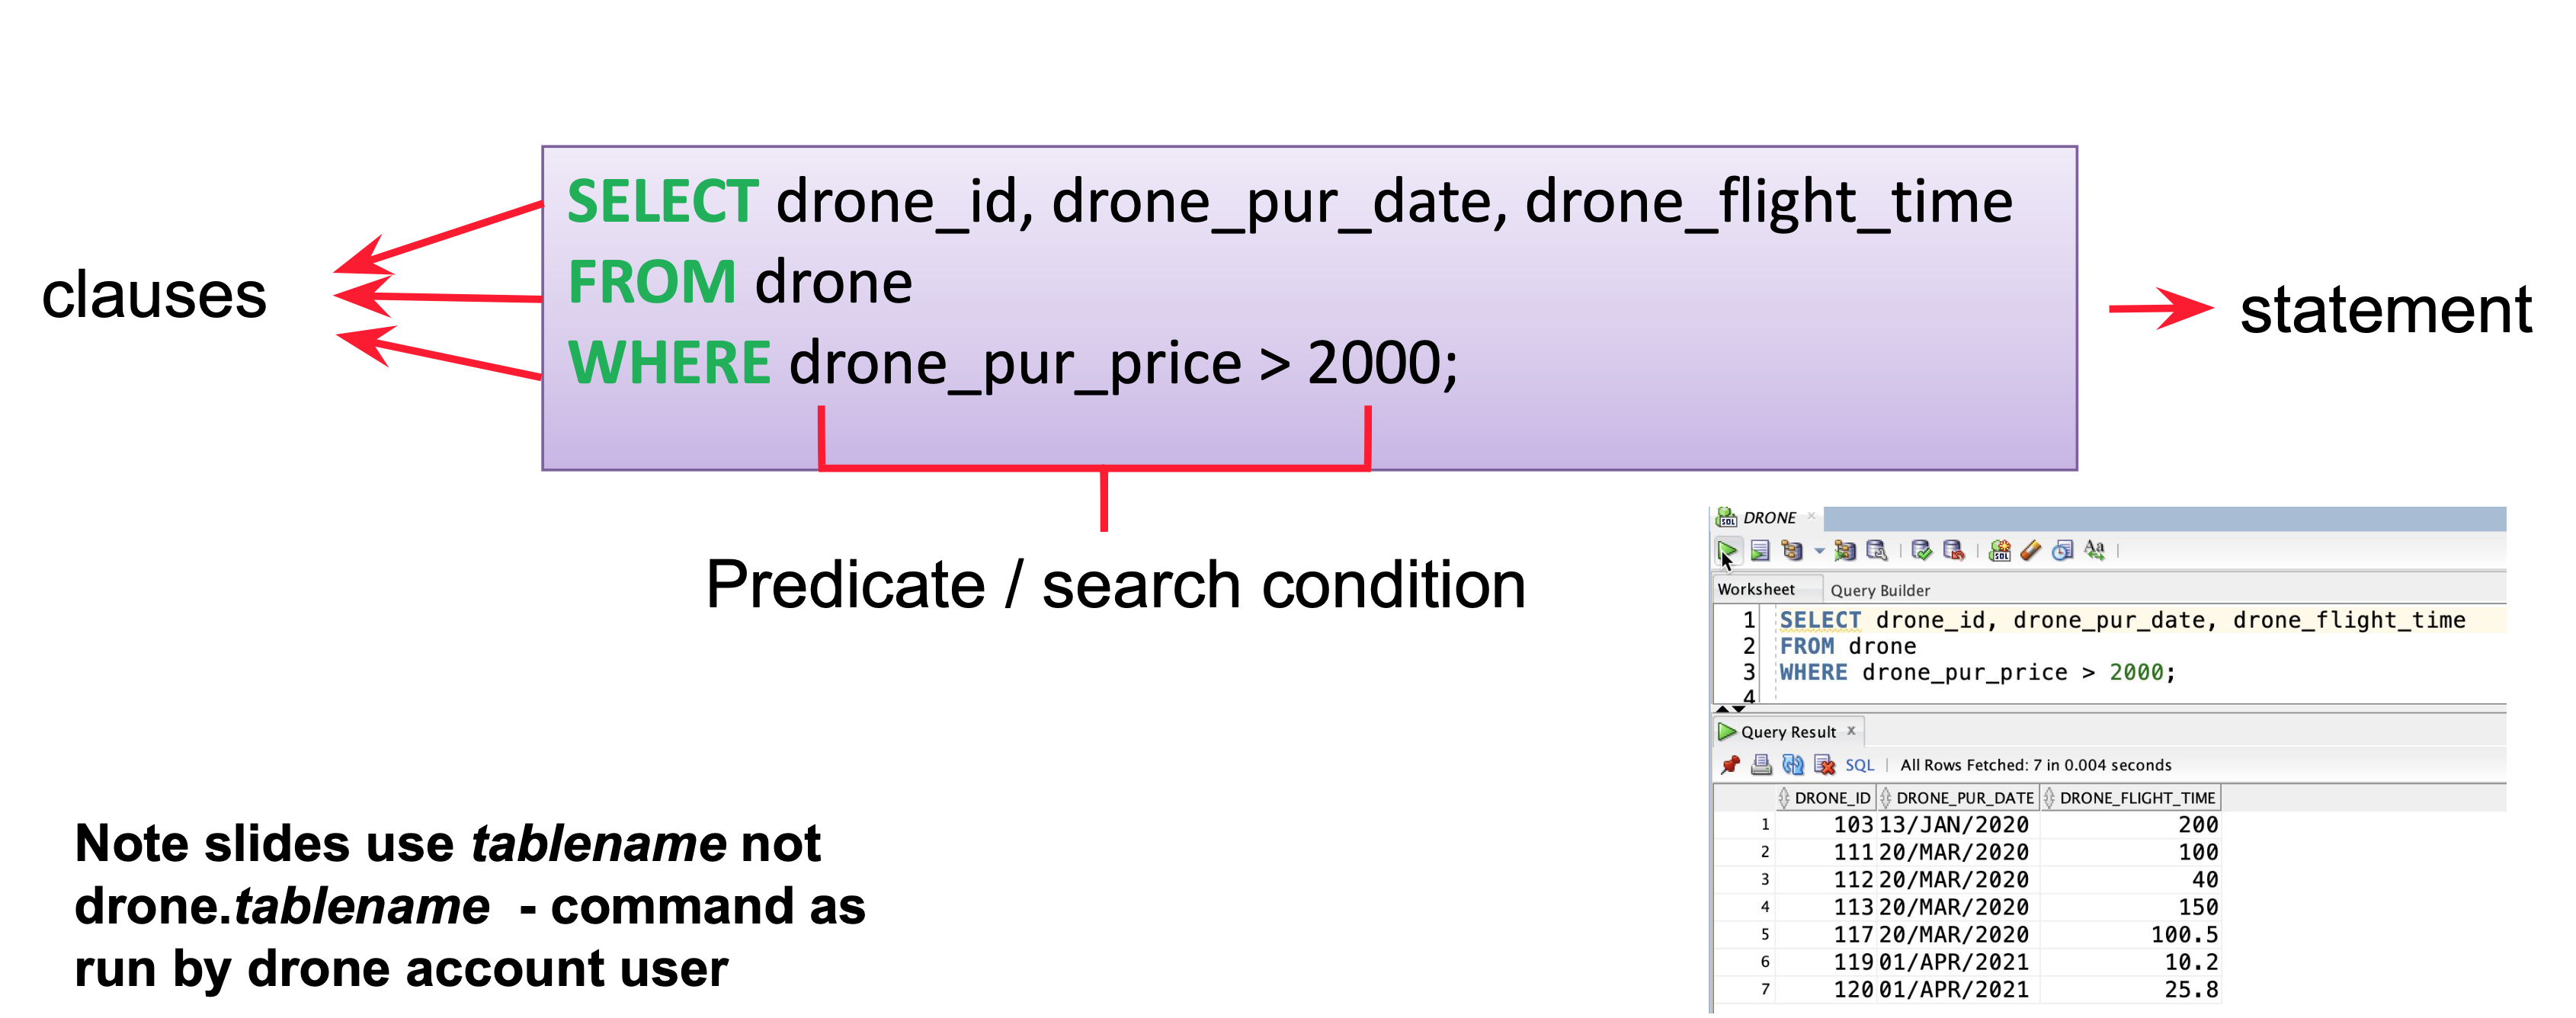 SELECT drone_id, drone_pur_date, drone_flight_time
FROM drone
WHERE drone_pur_price > 2000;
clauses
statement
Predicate / search condition
Note slides use tablename not
drone.tablename - command as
run by drone account user
DRONE
Worksheet Query Builder
1 SELECT drone_id, drone_pur_date, drone_flight_time
2 FROM drone
3 WHERE drone_pur_price > 2000;
4
Query Result
SQL | All Rows Fetched: 7 in 0.004 seconds
DRONE_ID DRONE_PUR_DATE DRONE_FLIGHT_TIME
1 103 13/JAN/2020 200
2 111 20/MAR/2020 100
3 112 20/MAR/2020 40
4 113 20/MAR/2020 150
5 117 20/MAR/2020 100.5
6 119 01/APR/2021 10.2
7 120 01/APR/2021 25.8